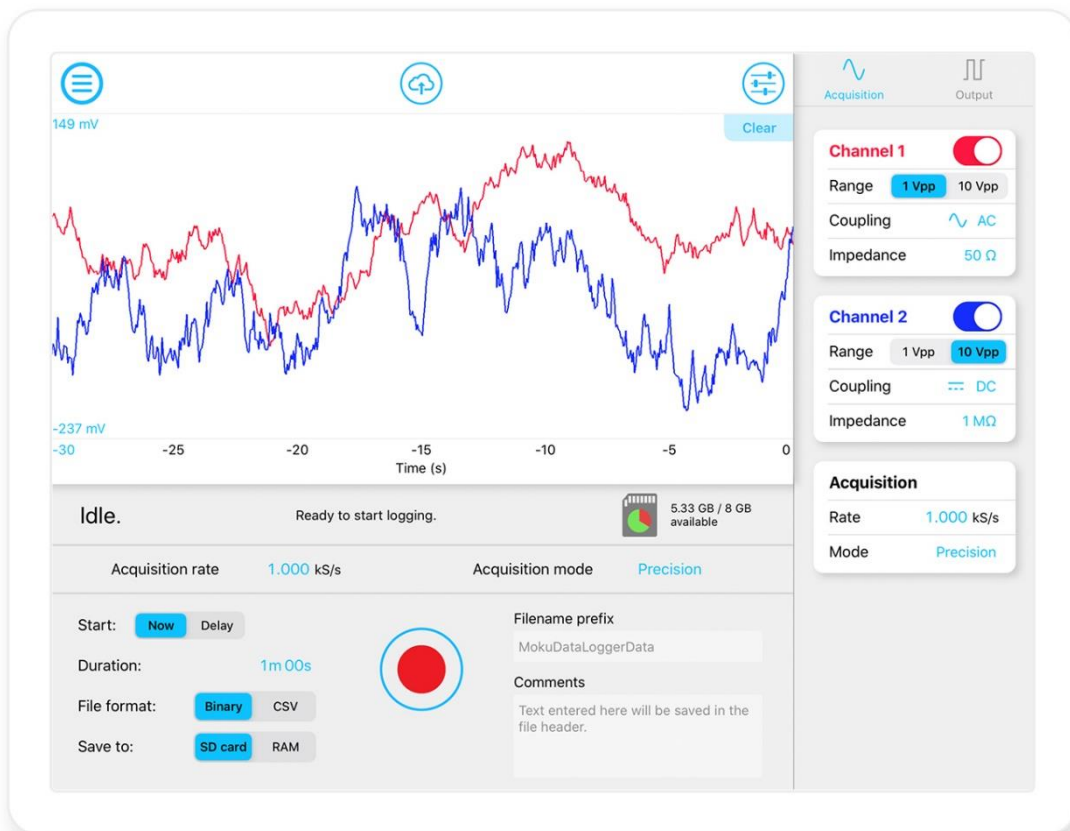 Acquisition Output
149 mV
Clear
-237 mV
-30 -25 -20 -15 -10 -5 0
Time (s)
Channel 1
Range 1 Vpp 10 Vpp
Coupling AC
Impedance 50 Ω
Channel 2
Range 1 Vpp 10 Vpp
Coupling DC
Impedance 1 MΩ
Acquisition
Rate 1.000 kS/s
Mode Precision
Idle. Ready to start logging. 5.33 GB / 8 GB
available
Acquisition rate 1.000 kS/s Acquisition mode Precision
Start: Now Delay
Duration: 1m 00s
File format: Binary CSV
Save to: SD card RAM
Filename prefix
MokuDataLoggerData
Comments
Text entered here will be saved in the
file header.